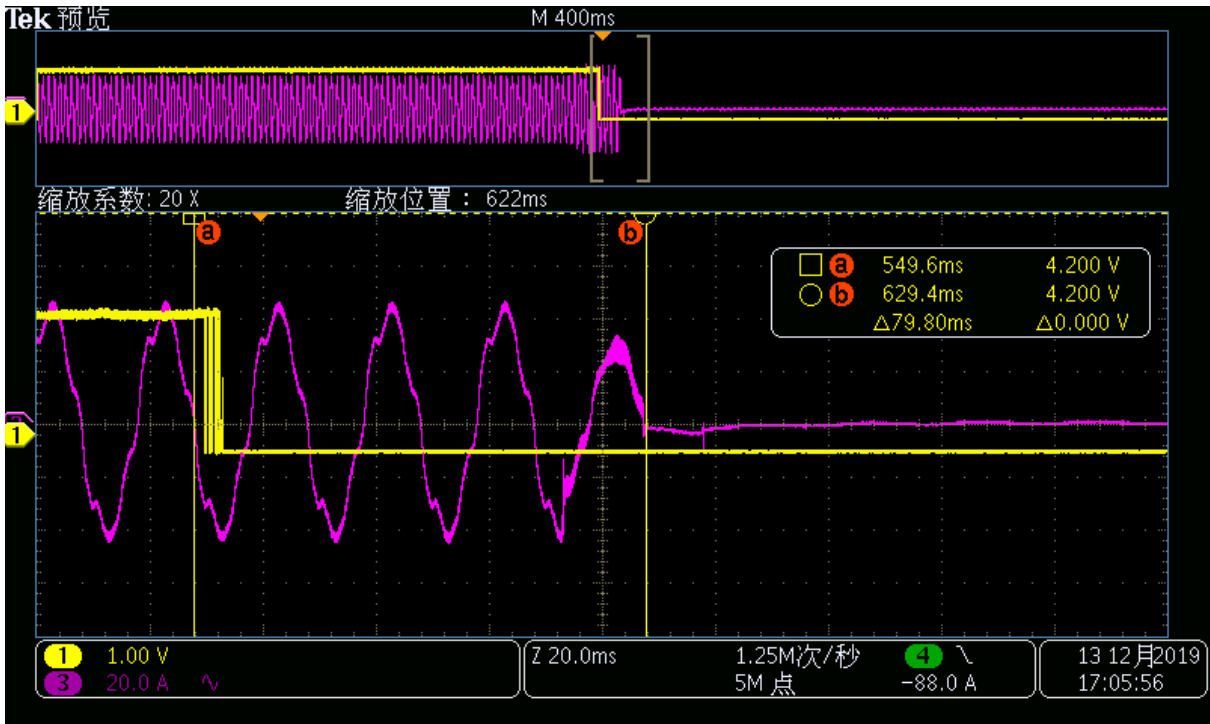 Tek 预览 M 400ms
1
缩放系数: 20 X 缩放位置： 622ms
a b
a 549.6ms 4.200 V
b 629.4ms 4.200 V
△79.80ms △0.000 V
1
1 1.00 V Z 20.0ms 1.25M次/秒 4 13 12月2019
3 20.0 A 5M 点 −88.0 A 17:05:56